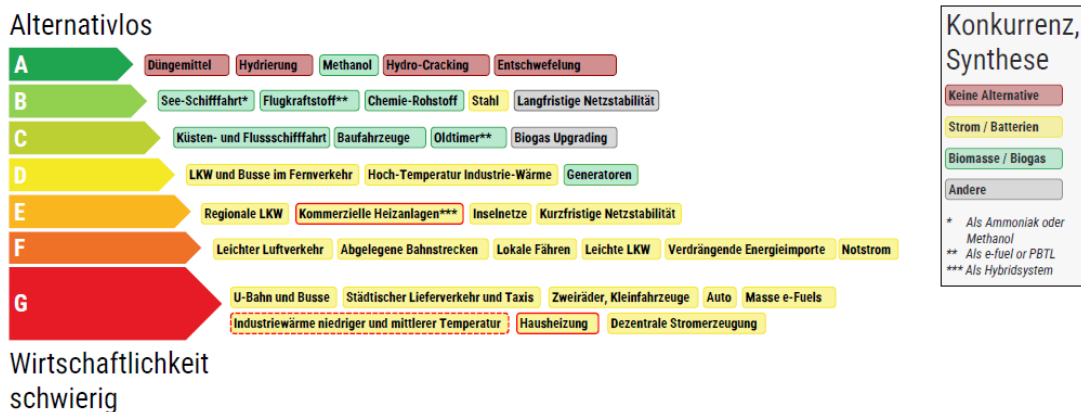 Alternativlos
A
Düngemittel
Hydrierung
Methanol
Hydro-Cracking
Entschwefelung
B
See-Schifffahrt*
Flugkraftstoff**
Chemie-Rohstoff
Stahl
Langfristige Netzstabilität
C
Küsten- und Flussschifffahrt
Baufahrzeuge
Oldtimer**
Biogas Upgrading
D
LKW und Busse im Fernverkehr
Hoch-Temperatur Industrie-Wärme
Generatoren
E
Regionale LKW
Kommerzielle Heizanlagen***
Inselnetze
Kurzfristige Netzstabilität
F
Leichter Luftverkehr
Abgelegene Bahnstrecken
Lokale Fähren
Leichte LKW
Verdrängende Energieimporte
Notstrom
G
U-Bahn und Busse
Städtischer Lieferverkehr und Taxis
Zweiräder, Kleinfahrzeuge
Auto
Masse e-Fuels
Industriewärme niedriger und mittlerer Temperatur
Hausheizung
Dezentrale Stromerzeugung
Wirtschaftlichkeit
schwierig
Konkurrenz,
Synthese
Keine Alternative
Strom / Batterien
Biomasse / Biogas
Andere
* Als Ammoniak oder
Methanol
** Als e-fuel or PBTL
*** Als Hybridsystem